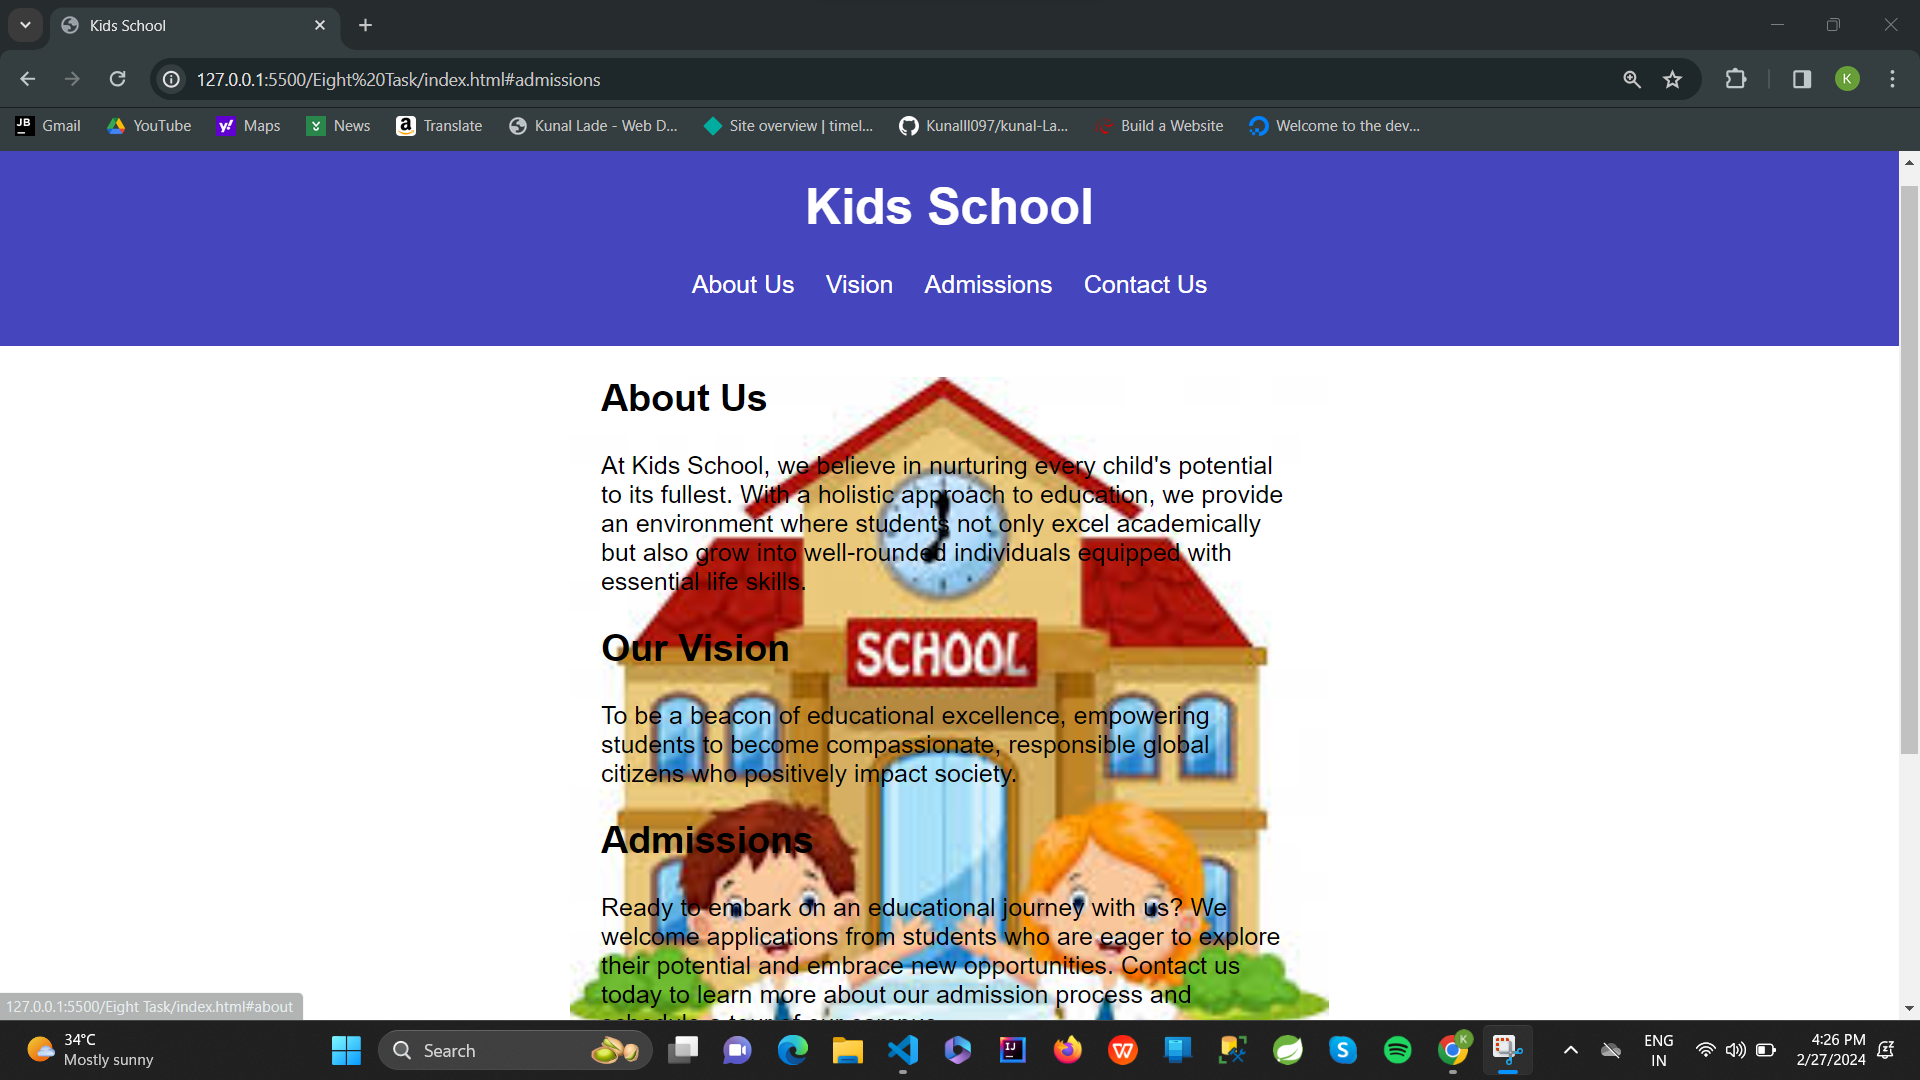 Kids School
127.0.0.1:5500/Eight%20Task/index.html#admissions
K
JB Gmail
YouTube
y! Maps
News
a Translate
Kunal Lade - Web D...
Site overview | timel...
Kunalll097/kunal-La...
Build a Website
Welcome to the dev...
Kids School
About Us Vision Admissions Contact Us
About Us
At Kids School, we believe in nurturing every child's potential
to its fullest. With a holistic approach to education, we provide
an environment where students not only excel academically
but also grow into well-rounded individuals equipped with
essential life skills.
SCHOOL
Our Vision
To be a beacon of educational excellence, empowering
students to become compassionate, responsible global
citizens who positively impact society.
Admissions
Ready to embark on an educational journey with us? We
welcome applications from students who are eager to explore
their potential and embrace new opportunities. Contact us
today to learn more about our admission process and
schedule a tour of our campus
127.0.0.1:5500/Eight Task/index.html#about
34°C
Mostly sunny
Search
IJ
W
S
K
ENG
IN
4:26 PM
2/27/2024